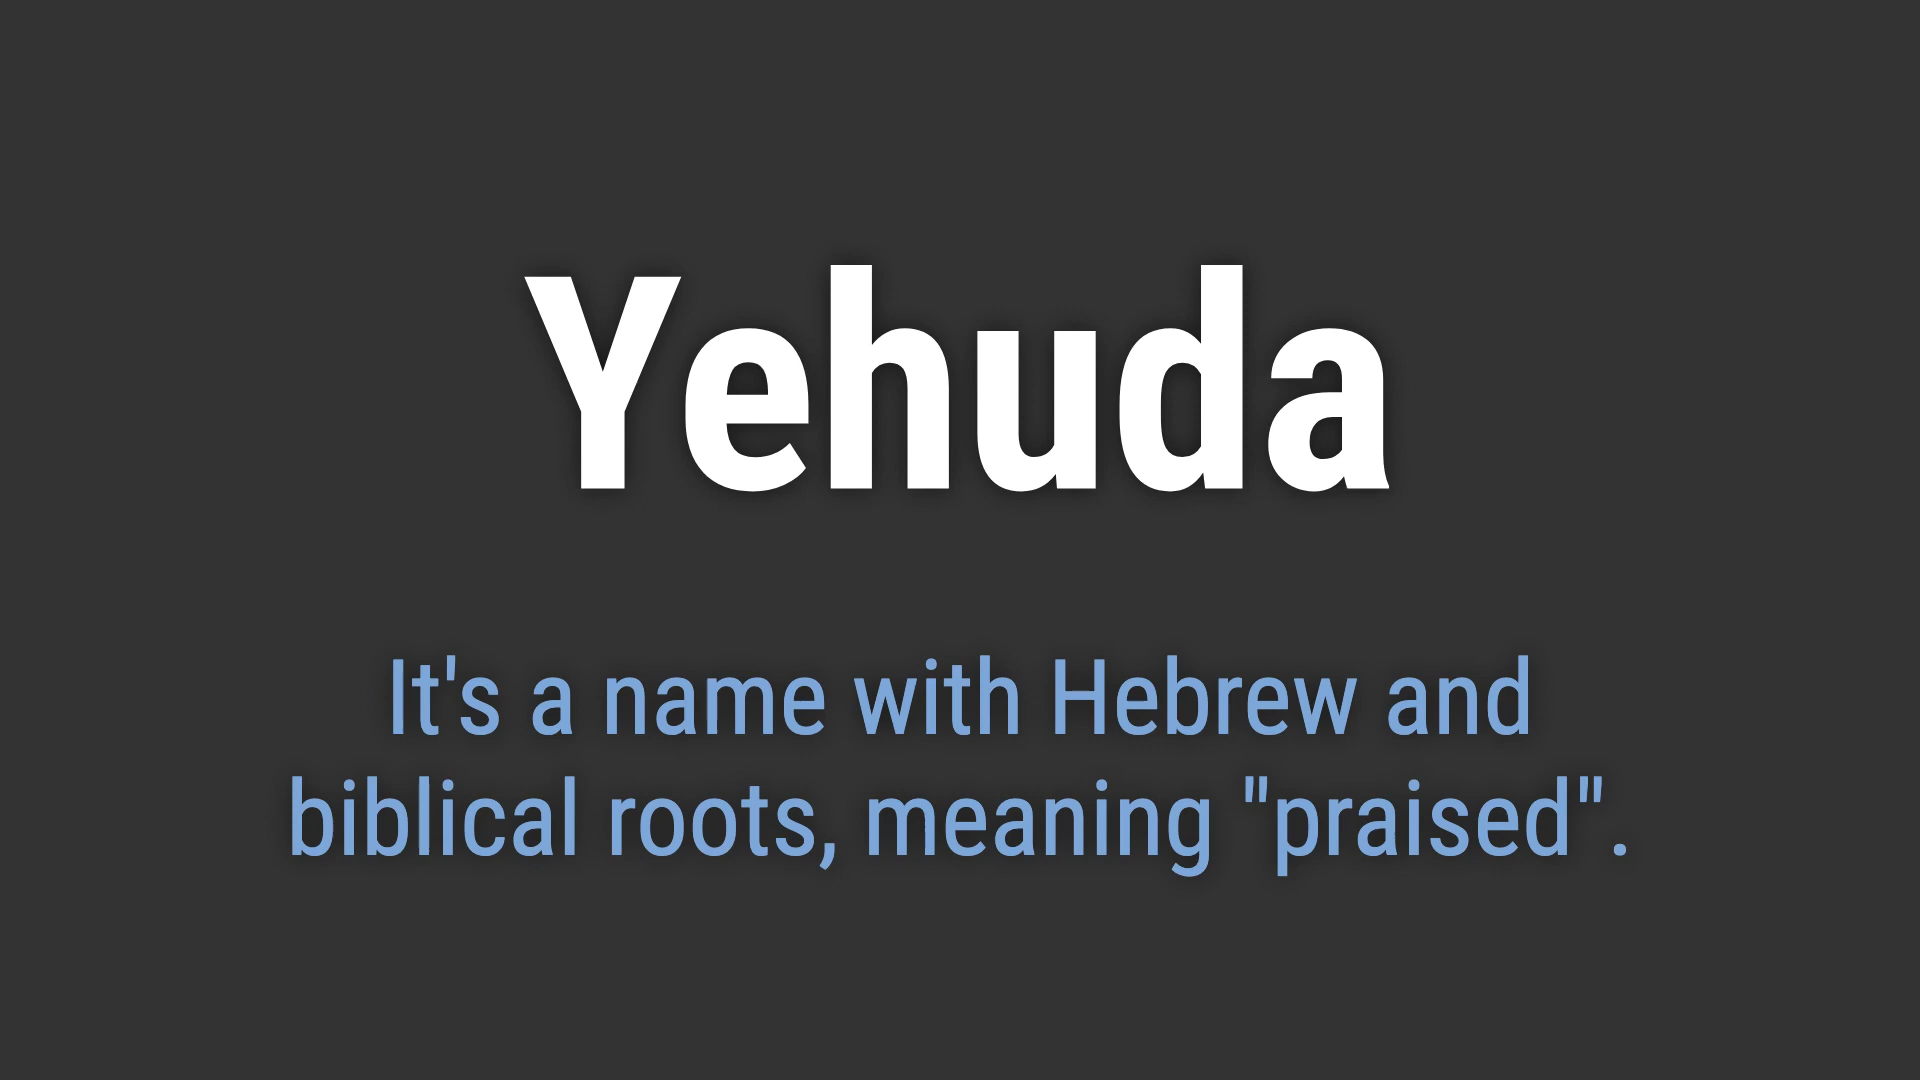 Yehuda
It's a name with Hebrew and
biblical roots, meaning "praised".